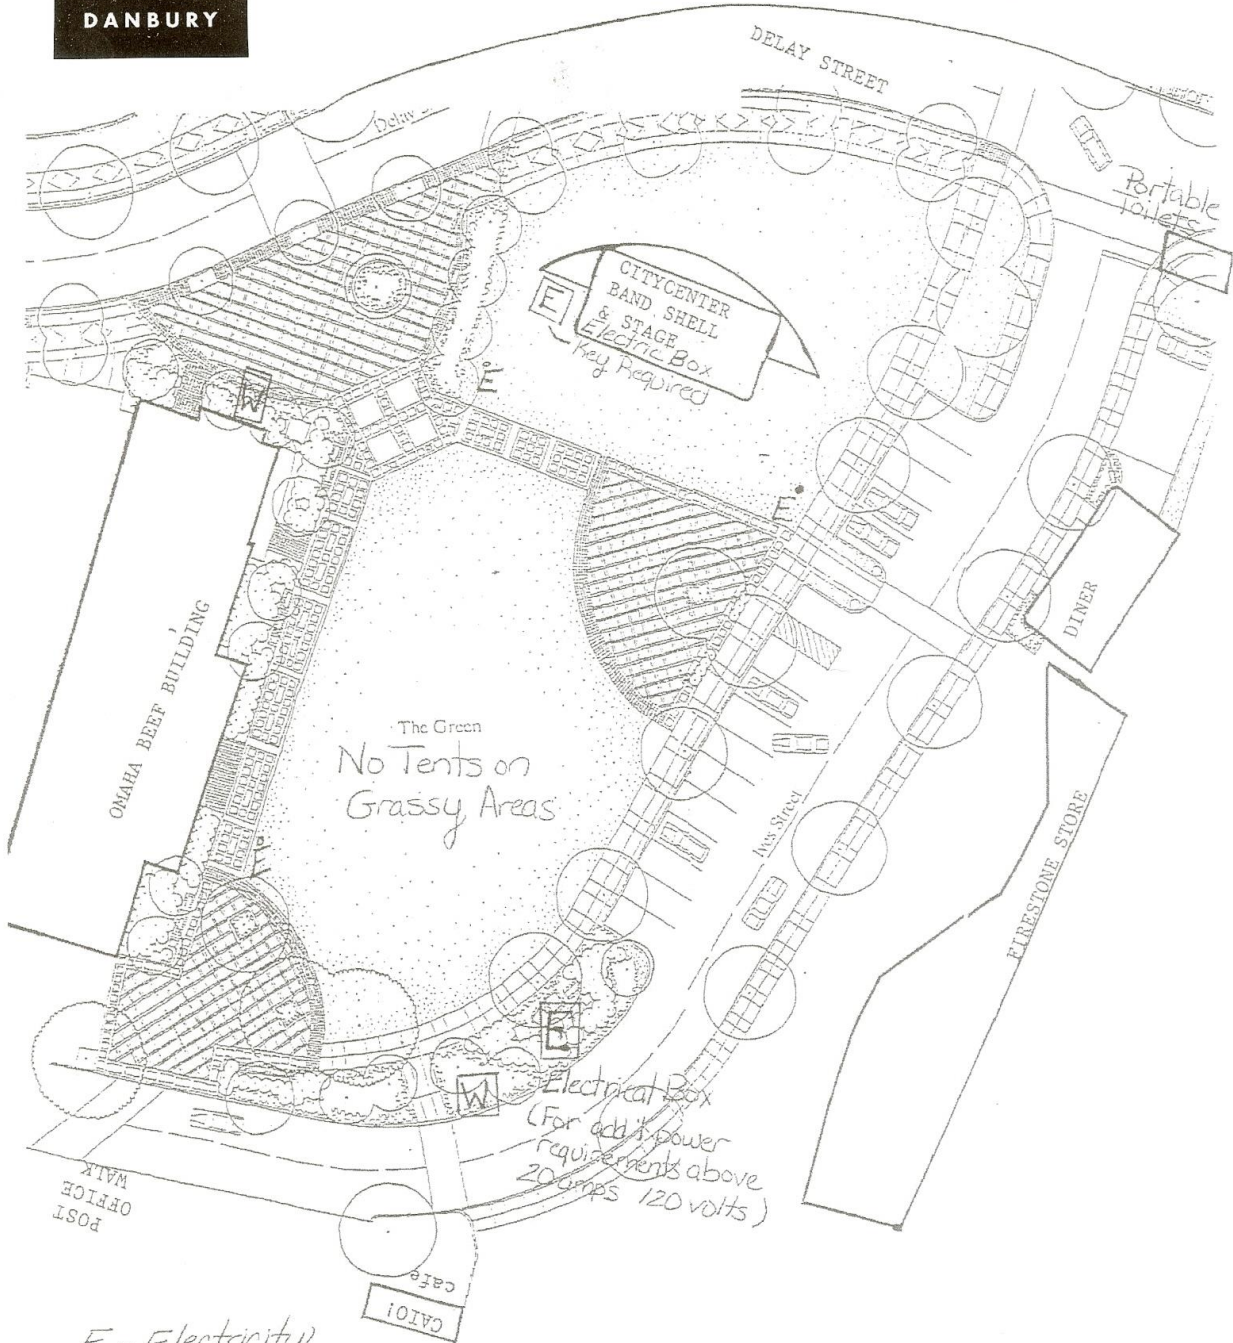 DANBURY
DELAY STREET
Delay
Portable
Toilets
CITYCENTER
BAND SHELL
& STAGE
E
Electric Box
Key Required
E
W
E
OMAHA BEEF BUILDING
DINER
The Green
No Tents on
Grassy Areas
Ives Street
FIRESTONE STORE
E
E
W
Electrical Box
(For add'l power
requirements above
20 amps 120 volts)
POST
OFFICE
WALK
cafe
CAIO!
E - Electricity